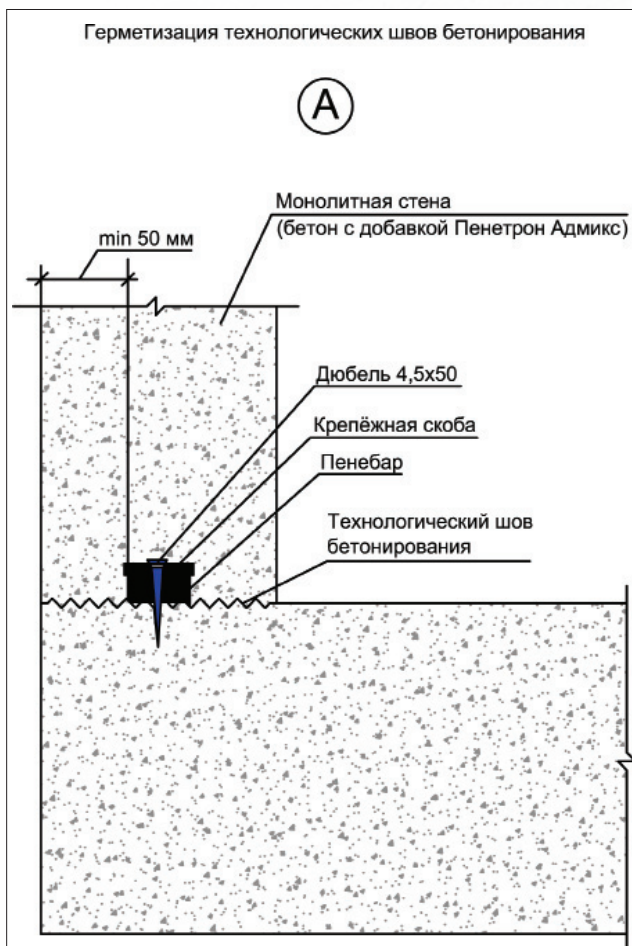 Герметизация технологических швов бетонирования
А
Монолитная стена
(бетон с добавкой Пенетрон Адмикс)
min 50 мм
Дюбель 4,5х50
Крепёжная скоба
Пенебар
Технологический шов
бетонирования